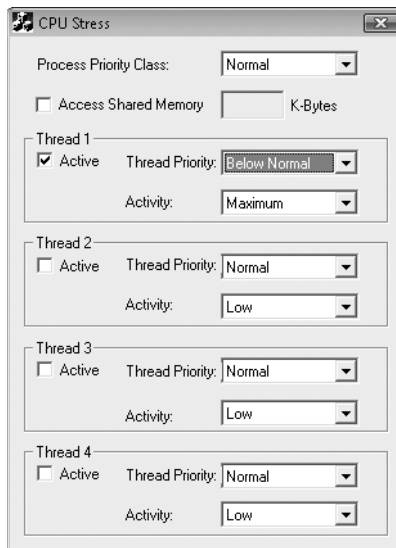 CPU Stress
Process Priority Class: Normal
Access Shared Memory K-Bytes
Thread 1
Active Thread Priority: Below Normal
Activity: Maximum
Thread 2
Active Thread Priority: Normal
Activity: Low
Thread 3
Active Thread Priority: Normal
Activity: Low
Thread 4
Active Thread Priority: Normal
Activity: Low